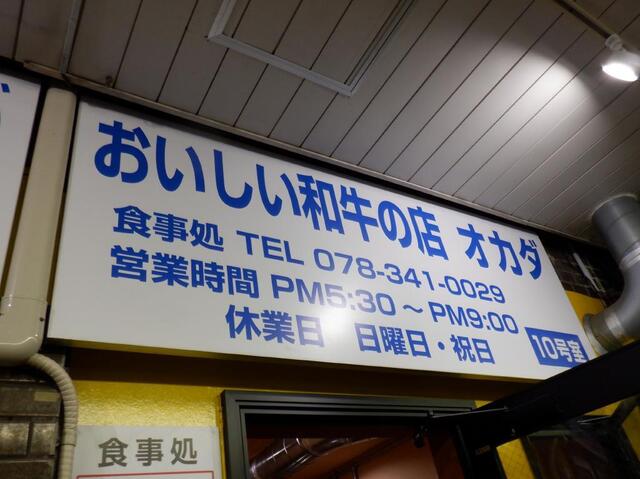 おいしい和牛の店 オカダ
食事処 TEL 078-341-0029
営業時間 PM5:30～PM9:00
休業日 日曜日・祝日
10号室
食事処